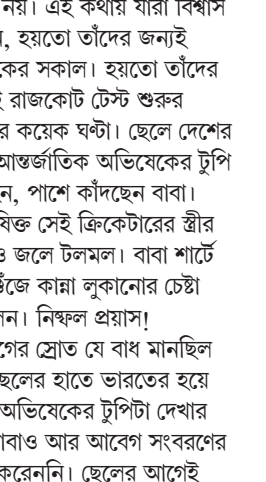 নয়। এই কথায় যারা বিশ্বাস
ন, হয়তো তাঁদের জন্যই
কের সকাল। হয়তো তাঁদের
ই রাজকোট টেস্ট শুরুর
র কয়েক ঘণ্টা। ছেলে দেশের
আন্তর্জাতিক অভিষেকের টুপি
ছন, পাশে কাঁদছেন বাবা।
ষিক্ত সেই ক্রিকেটারের স্ত্রীর
ও জলে টলমল। বাবা শার্টে
গুঁজে কান্না লুকানোর চেষ্টা
লেন। নিষ্ফল প্রয়াস!
গের স্রোত যে বাধ মানছিল
ছেলের হাতে ভারতের হয়ে
অভিষেকের টুপিটা দেখার
বাবাও আর আবেগ সংবরণের
করেননি। ছেলের আগেই